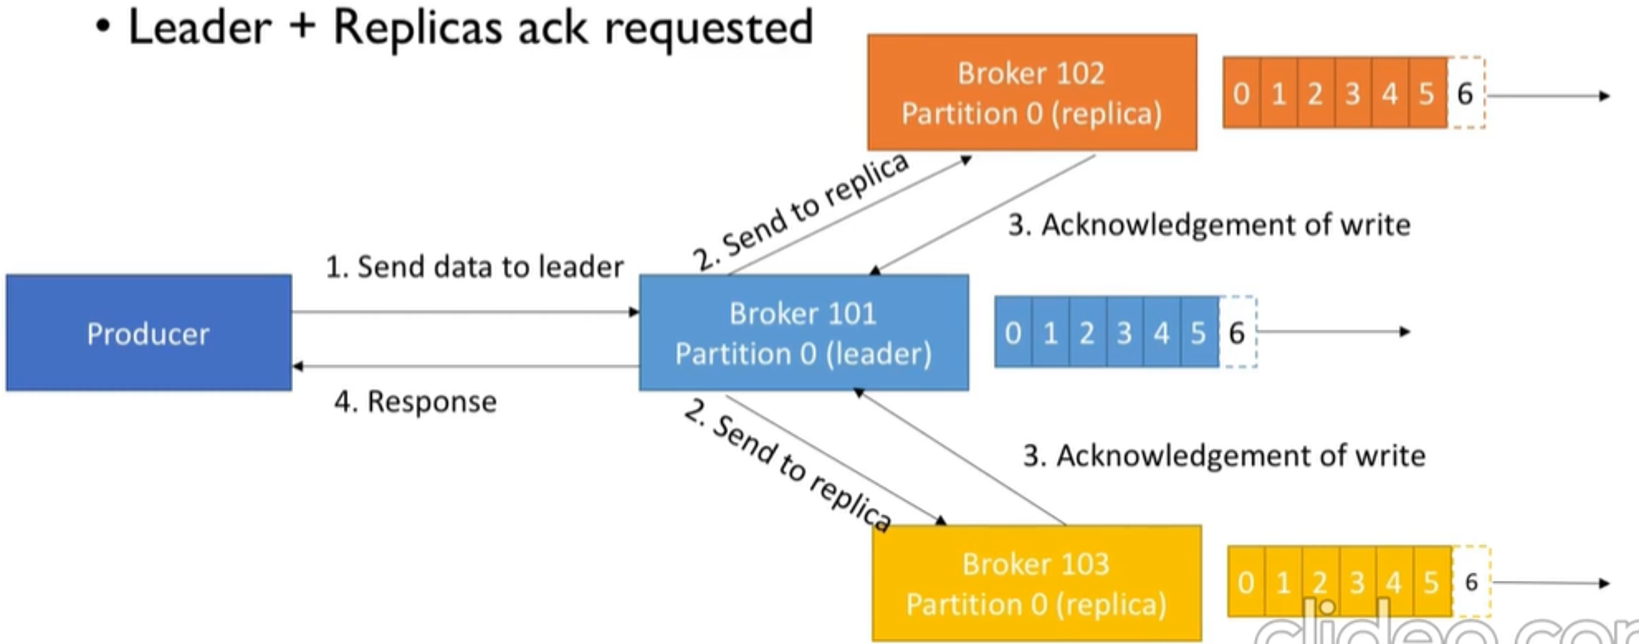 • Leader + Replicas ack requested
Broker 102
Partition 0 (replica)
0 1 2 3 4 5 6
2. Send to replica
3. Acknowledgement of write
1. Send data to leader
Producer
Broker 101
Partition 0 (leader)
0 1 2 3 4 5 6
4. Response
2. Send to replica
3. Acknowledgement of write
Broker 103
Partition 0 (replica)
0 1 2 3 4 5 6